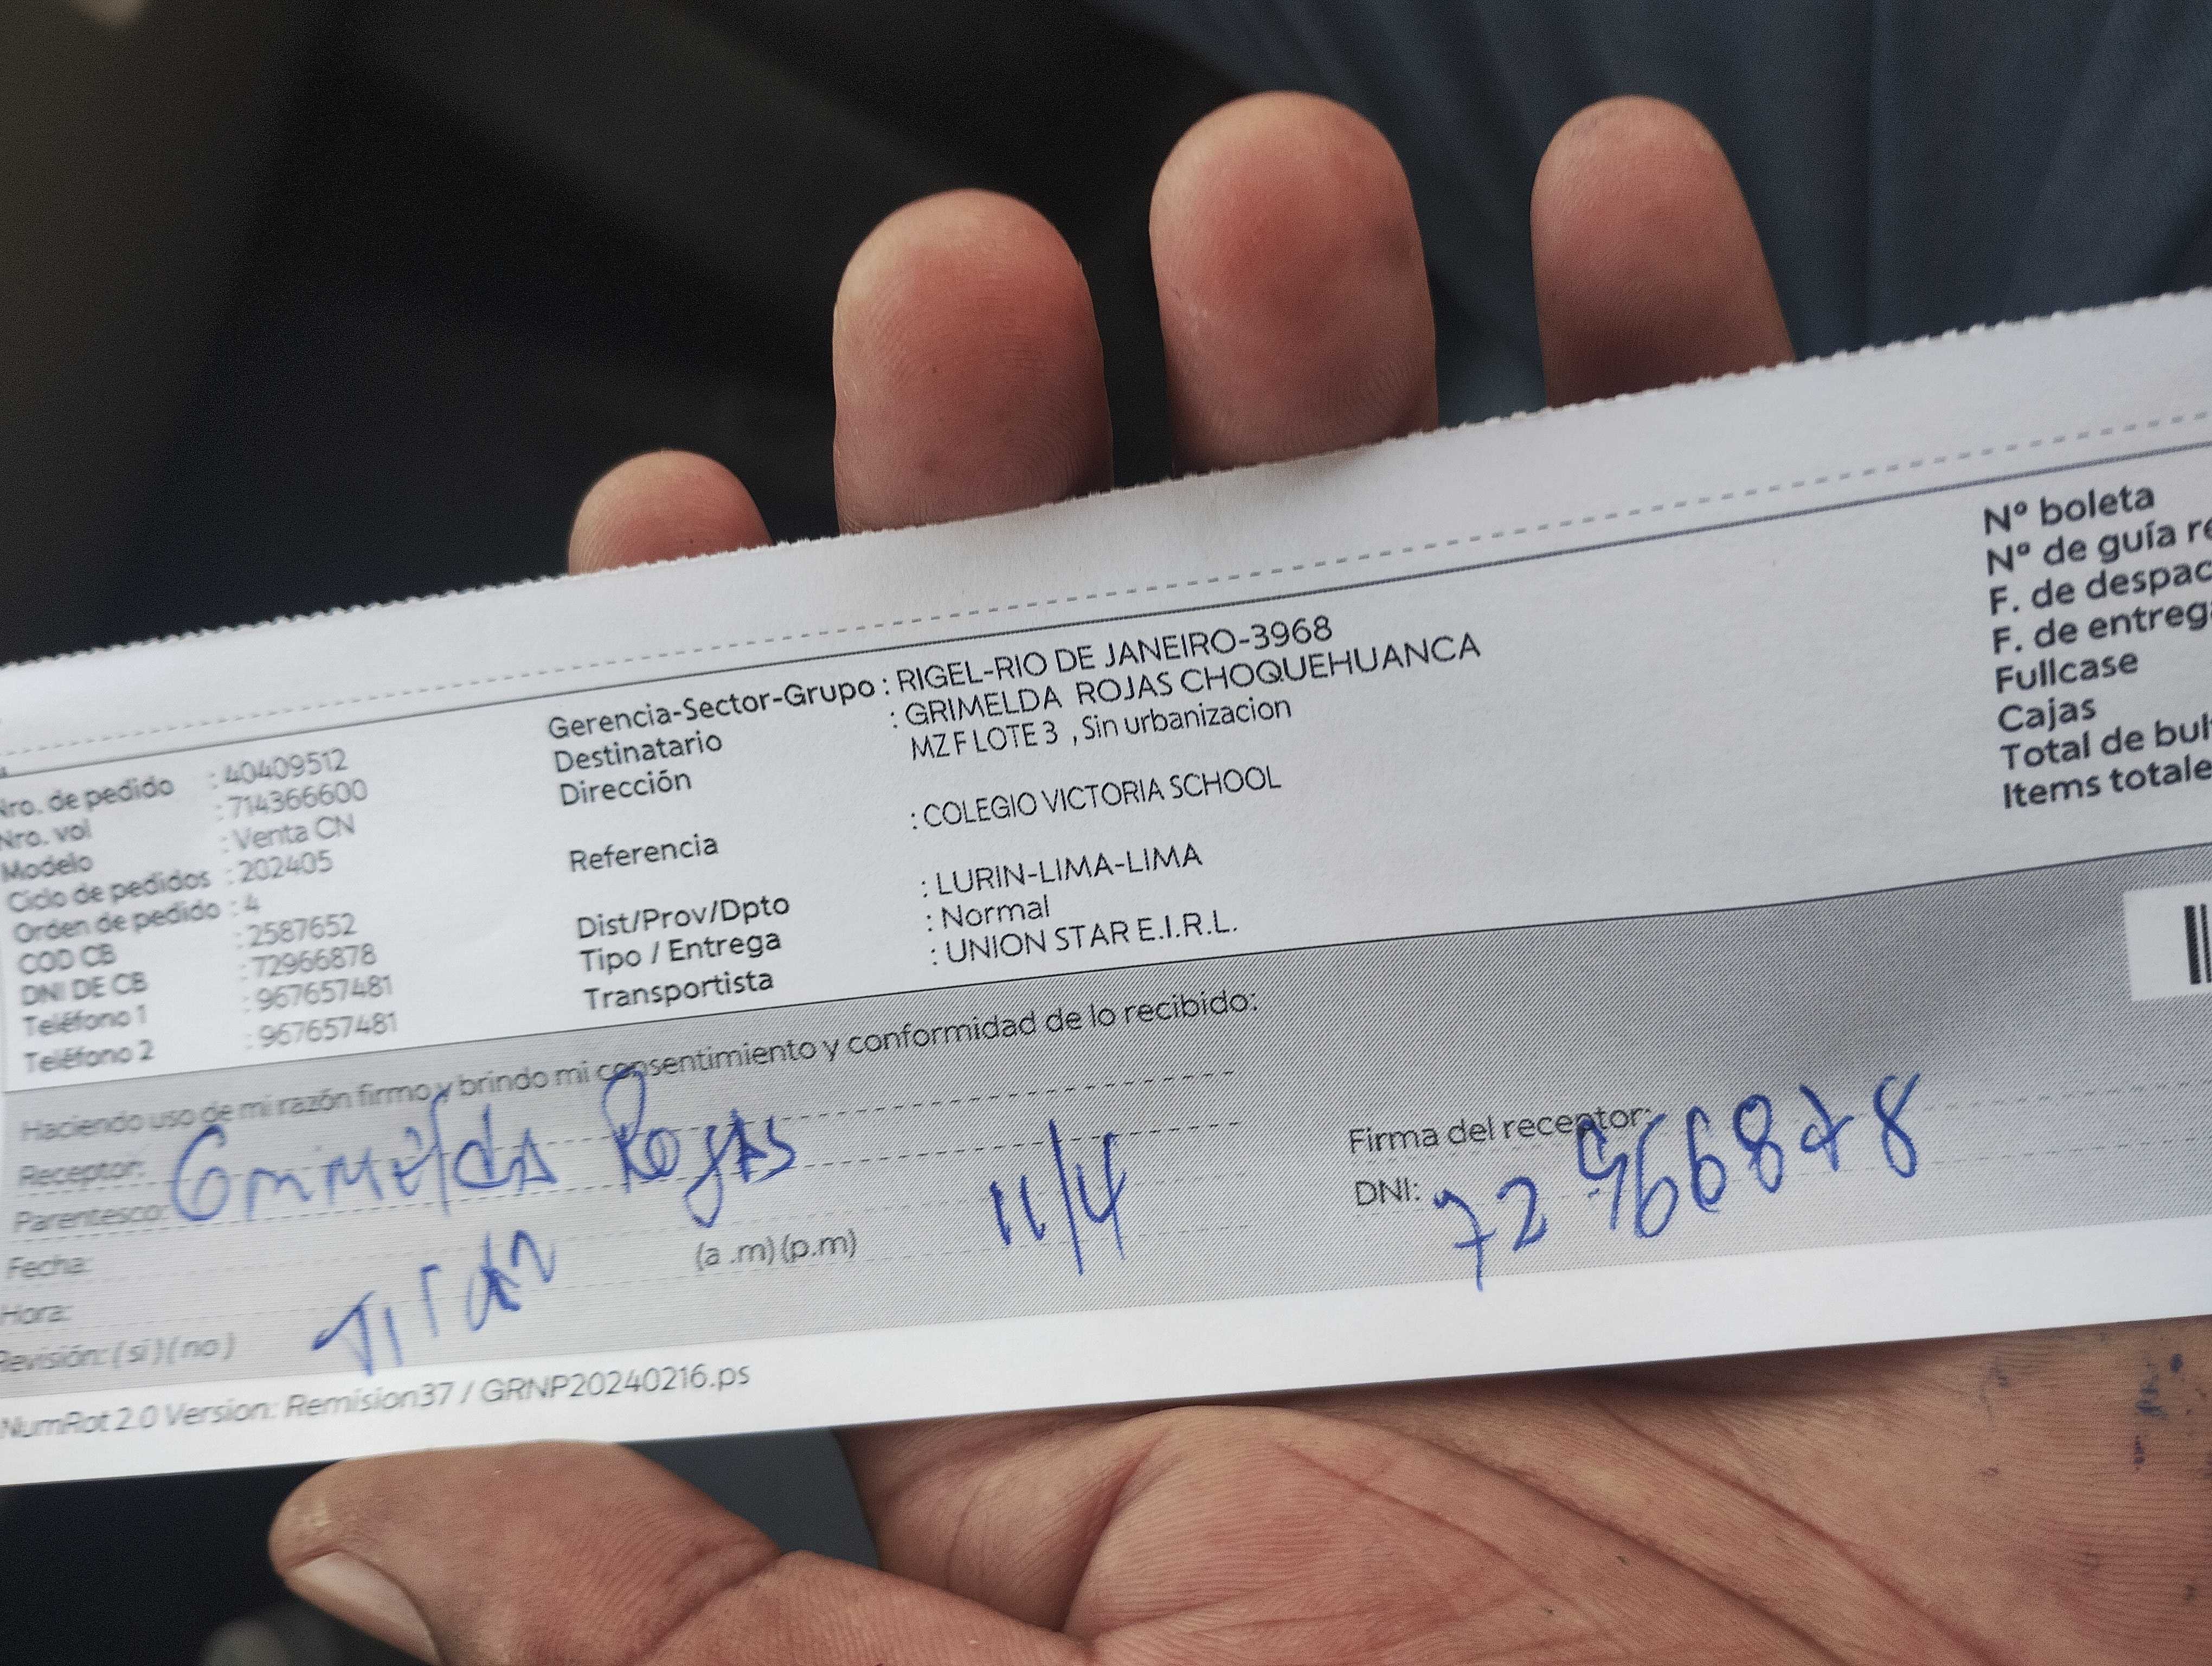 Nro. de pedido : 40409512
Nro. vol : 714366600
Modelo : Venta CN
Ciclo de pedidos : 202405
Orden de pedido : 4
COD CB : 2587652
DNI DE CB : 72966878
Teléfono 1 : 967657481
Teléfono 2 : 967657481
Gerencia-Sector-Grupo : RIGEL-RIO DE JANEIRO-3968
Destinatario : GRIMELDA ROJAS CHOQUEHUANCA
Dirección MZ F LOTE 3 , Sin urbanizacion
Referencia : COLEGIO VICTORIA SCHOOL
Dist/Prov/Dpto : LURIN-LIMA-LIMA
Tipo / Entrega : Normal
Transportista : UNION STAR E.I.R.L.
Nº boleta
Nº de guía re
F. de despac
F. de entrega
Fullcase
Cajas
Total de bul
Items totale
Haciendo uso de mi razón firmo y brindo mi consentimiento y conformidad de lo recibido:
Receptor: Grimelda Rojas
Parentesco:
Fecha: 11/4
Hora: (a .m) (p.m)
Revisión: ( si ) ( no )
Firma del receptor:
DNI: 72966878
NumRot 2.0 Version: Remision37 / GRNP20240216.ps